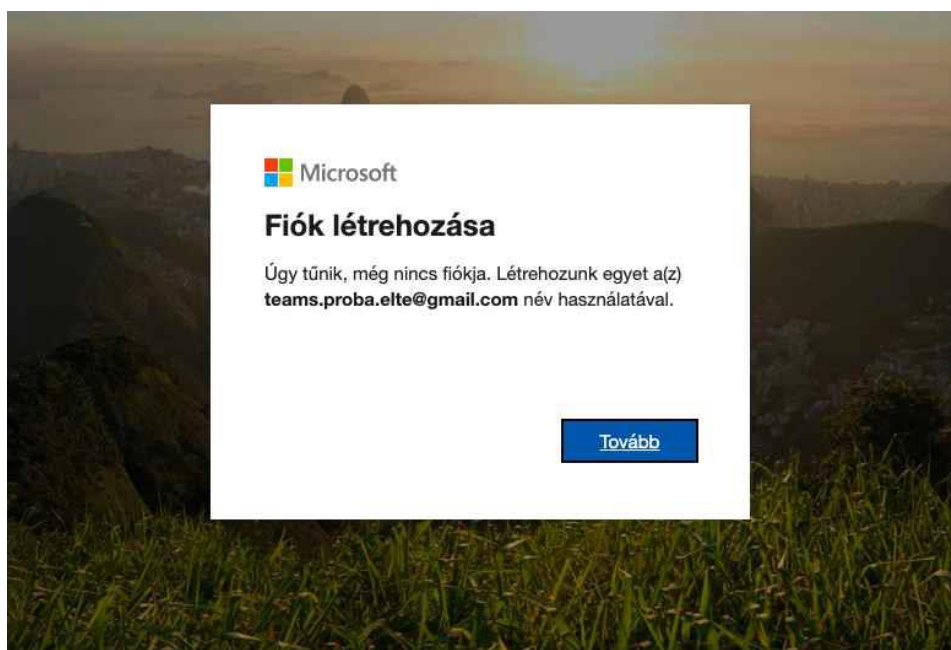 Microsoft
Fiók létrehozása
Úgy tűnik, még nincs fiókja. Létrehozunk egyet a(z)
teams.proba.elte@gmail.com név használatával.
Tovább